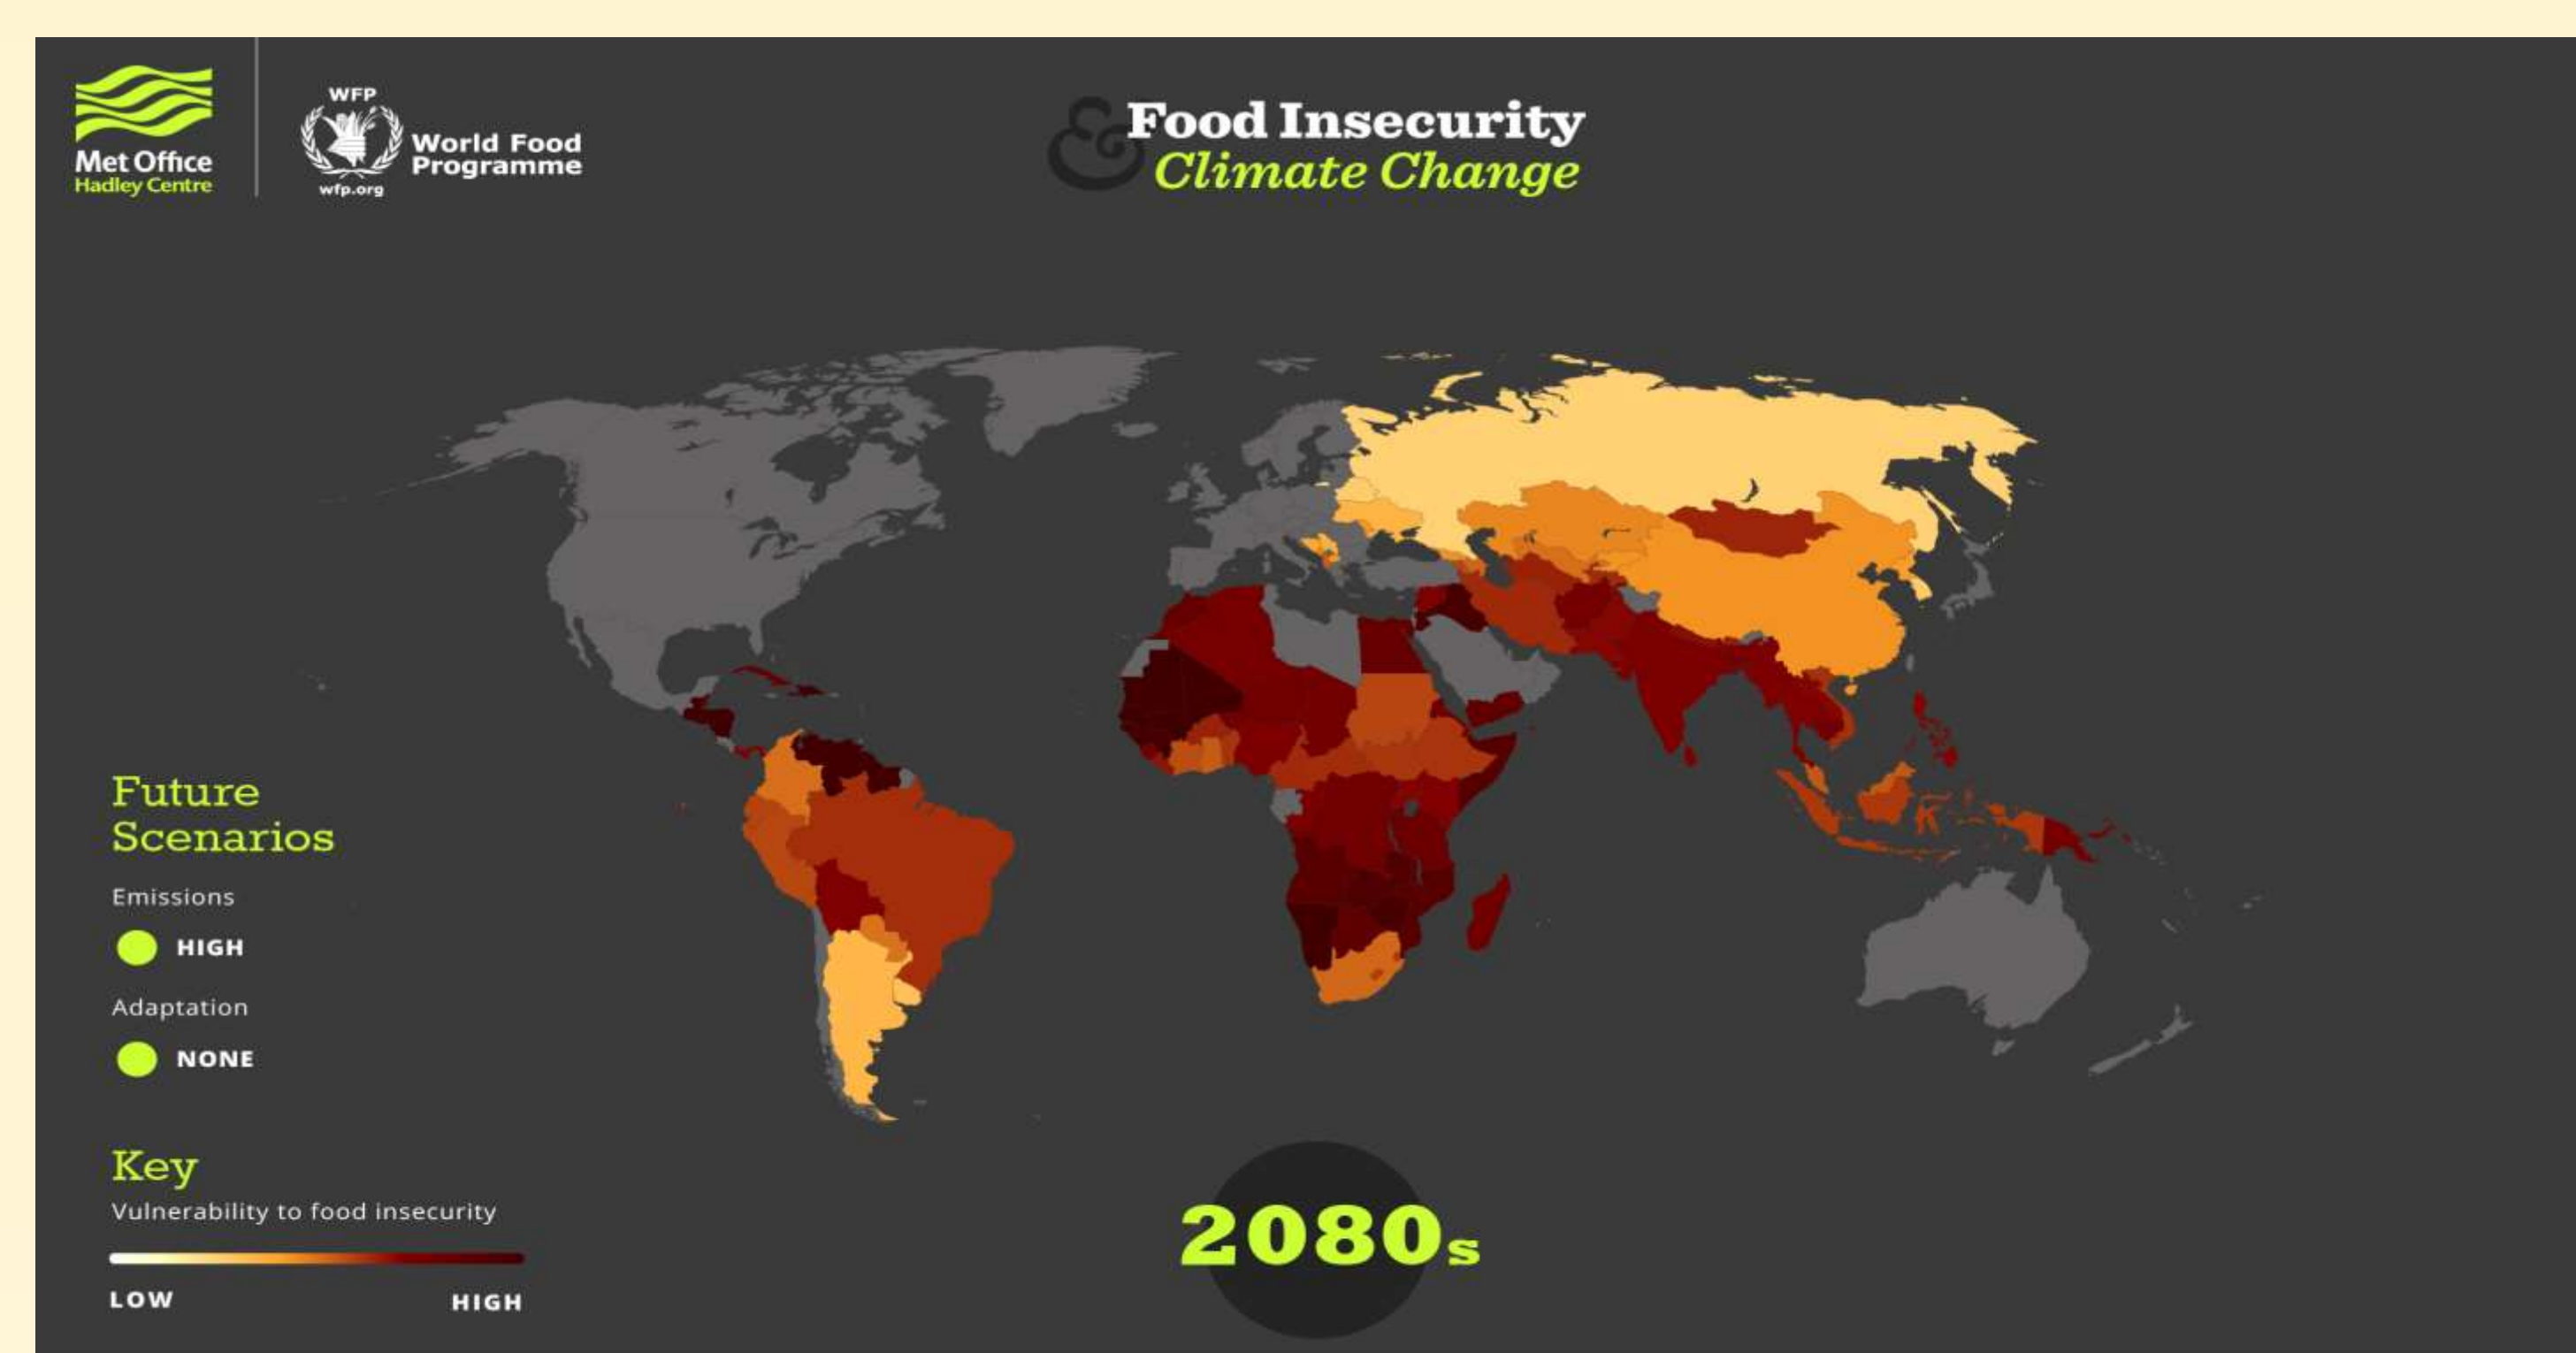 Met Office
Hadley Centre
WFP
wfp.org
World Food
Programme
& Food Insecurity
Climate Change
Future
Scenarios
Emissions
HIGH
Adaptation
NONE
Key
Vulnerability to food insecurity
LOW
HIGH
2080s